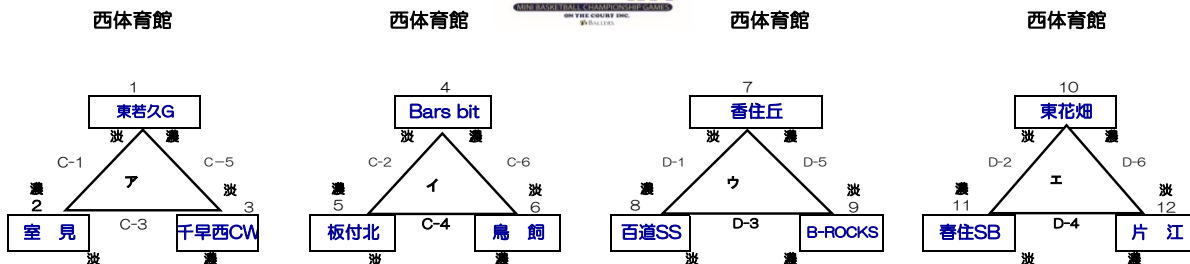 MINI BASKETBALL CHAMPIONSHIP GAMES
ON THE COURT INC.
BALLERS
西体育館 西体育館 西体育館 西体育館
1 4 7 10
東若久G Bars bit 香住丘 東花畑
淡 濃 淡 濃 淡 濃 淡 濃
C-1 ア C-5 C-2 イ C-6 D-1 ウ D-5 D-2 エ D-6
濃 淡 濃 淡 濃 淡 濃 淡
2 C-3 3 5 C-4 6 8 D-3 9 11 D-4 12
室 見 千早西CW 板付北 鳥 飼 百道SS B-ROCKS 春住SB 片 江
淡 濃 淡 濃 淡 濃 淡 濃